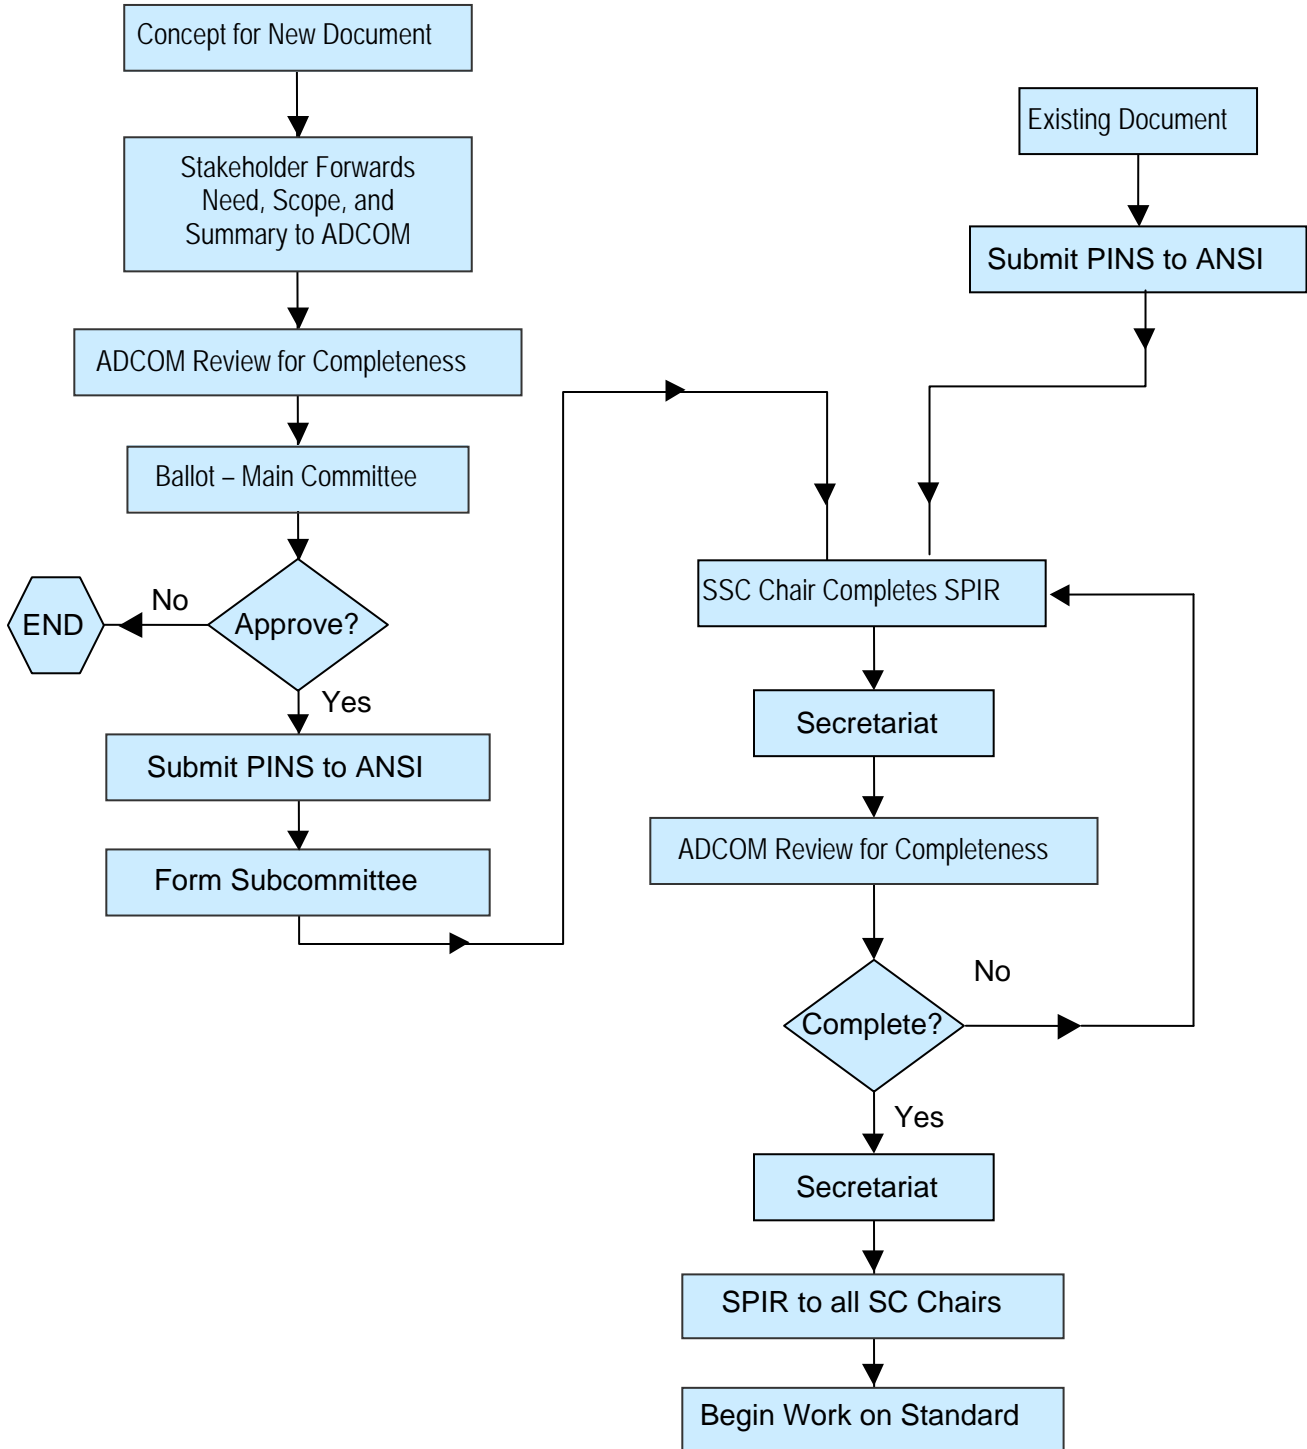 Concept for New Document
Existing Document
Stakeholder Forwards
Need, Scope, and
Summary to ADCOM
Submit PINS to ANSI
ADCOM Review for Completeness
Ballot – Main Committee
Approve?
No
END
Yes
Submit PINS to ANSI
Form Subcommittee
SSC Chair Completes SPIR
Secretariat
ADCOM Review for Completeness
Complete?
No
Yes
Secretariat
SPIR to all SC Chairs
Begin Work on Standard